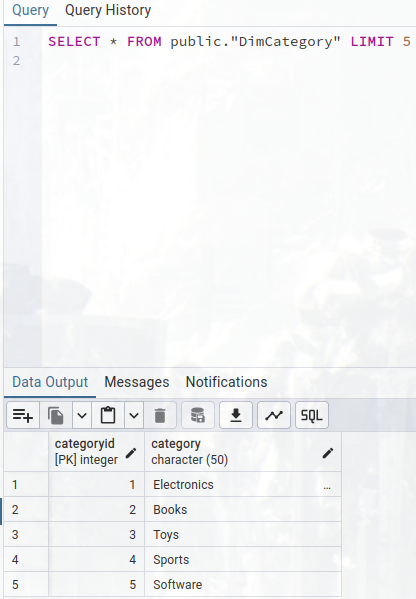 Query Query History
1 SELECT * FROM public."DimCategory" LIMIT 5
2
Data Output Messages Notifications
SQL
categoryid category
[PK] integer character (50)
1 1 Electronics ...
2 2 Books
3 3 Toys
4 4 Sports
5 5 Software